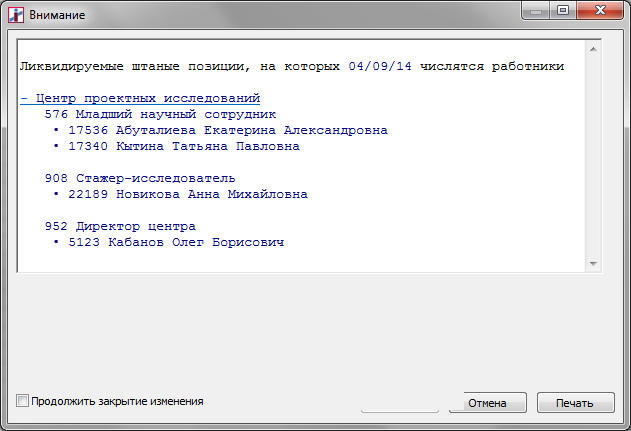 Внимание
Ликвидируемые штаные позиции, на которых 04/09/14 числятся работники
- Центр проектных исследований
576 Младший научный сотрудник
• 17536 Абуталиева Екатерина Александровна
• 17340 Кытина Татьяна Павловна
908 Стажер-исследователь
• 22189 Новикова Анна Михайловна
952 Директор центра
• 5123 Кабанов Олег Борисович
Продолжить закрытие изменения
Отмена
Печать